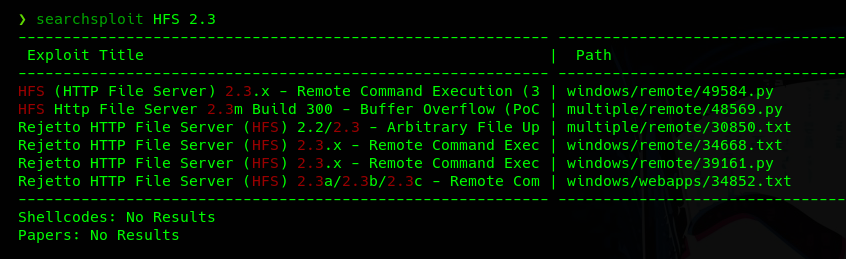 ❯ searchsploit HFS 2.3
---------------------------------------------------------- --------------------------------
 Exploit Title                                             |  Path
---------------------------------------------------------- --------------------------------
HFS (HTTP File Server) 2.3.x - Remote Command Execution (3 | windows/remote/49584.py
HFS Http File Server 2.3m Build 300 - Buffer Overflow (PoC | multiple/remote/48569.py
Rejetto HTTP File Server (HFS) 2.2/2.3 - Arbitrary File Up | multiple/remote/30850.txt
Rejetto HTTP File Server (HFS) 2.3.x - Remote Command Exec | windows/remote/34668.txt
Rejetto HTTP File Server (HFS) 2.3.x - Remote Command Exec | windows/remote/39161.py
Rejetto HTTP File Server (HFS) 2.3a/2.3b/2.3c - Remote Com | windows/webapps/34852.txt
---------------------------------------------------------- --------------------------------
Shellcodes: No Results
Papers: No Results